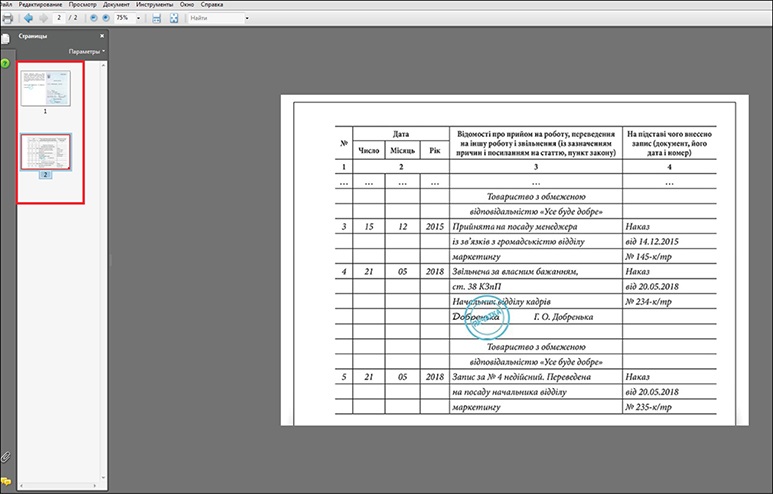 Файл Редактирование Просмотр Документ Инструменты Окно Справка
2 / 2 75% Найти
Страницы
Параметры
1
2
№ Дата Відомості про прийом на роботу, переведення на іншу роботу і звільнення (із зазначенням причин і посиланням на статтю, пункт закону) На підставі чого внесено запис (документ, його дата і номер)
Число Місяць Рік
1 2 3 4
... ... ... ... ... ...
Товариство з обмеженою
відповідальністю «Усе буде добре»
3 15 12 2015 Прийнята на посаду менеджера Наказ
із зв’язків з громадськістю відділу від 14.12.2015
маркетингу № 145-к/тр
4 21 05 2018 Звільнена за власним бажанням, Наказ
ст. 38 КЗпП від 20.05.2018
Начальник відділу кадрів № 234-к/тр
Добренька Г. О. Добренька
ПЕЧАТКА
Товариство з обмеженою
відповідальністю «Усе буде добре»
5 21 05 2018 Запис за № 4 недійсний. Переведена Наказ
на посаду начальника відділу від 20.05.2018
маркетингу № 235-к/тр